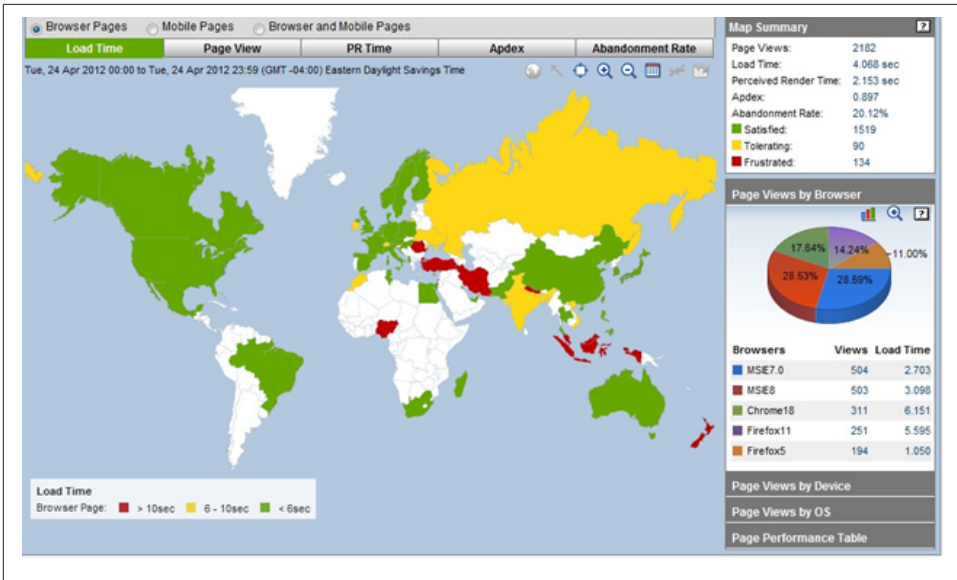 Browser Pages Mobile Pages Browser and Mobile Pages
Load Time Page View PR Time Apdex Abandonment Rate
Tue, 24 Apr 2012 00:00 to Tue, 24 Apr 2012 23:59 (GMT -04:00) Eastern Daylight Savings Time
Load Time
Browser Page: > 10sec 6 - 10sec < 6sec
Map Summary ?
Page Views: 2182
Load Time: 4.068 sec
Perceived Render Time: 2.153 sec
Apdex: 0.897
Abandonment Rate: 20.12%
Satisfied: 1519
Tolerating: 90
Frustrated: 134
Page Views by Browser
?
17.64% 14.24% 11.00%
28.53% 28.59%
Browsers Views Load Time
MSIE7.0 504 2.703
MSIE8 503 3.098
Chrome18 311 6.151
Firefox11 251 5.595
Firefox5 194 1.050
Page Views by Device
Page Views by OS
Page Performance Table